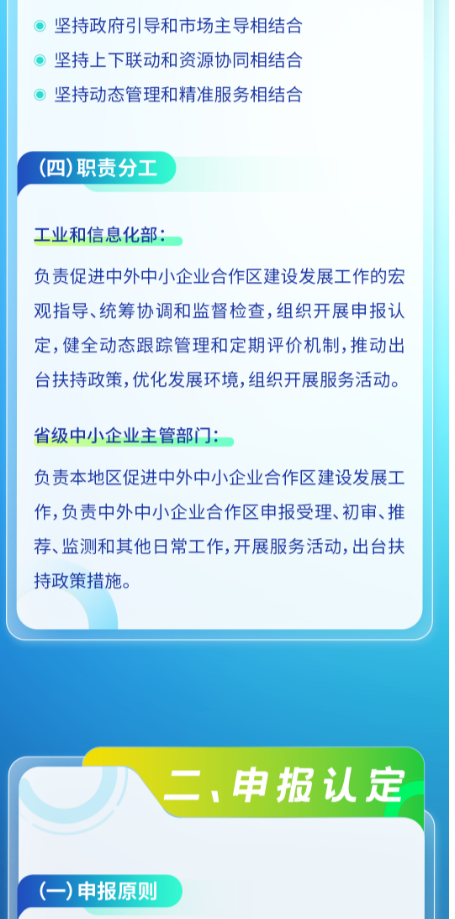 坚持政府引导和市场主导相结合
坚持上下联动和资源协同相结合
坚持动态管理和精准服务相结合
（四）职责分工
工业和信息化部：
负责促进中外中小企业合作区建设发展工作的宏
观指导、统筹协调和监督检查，组织开展申报认
定，健全动态跟踪管理和定期评价机制，推动出
台扶持政策，优化发展环境，组织开展服务活动。
省级中小企业主管部门：
负责本地区促进中外中小企业合作区建设发展工
作，负责中外中小企业合作区申报受理、初审、推
荐、监测和其他日常工作，开展服务活动，出台扶
持政策措施。
二、申报认定
（一）申报原则